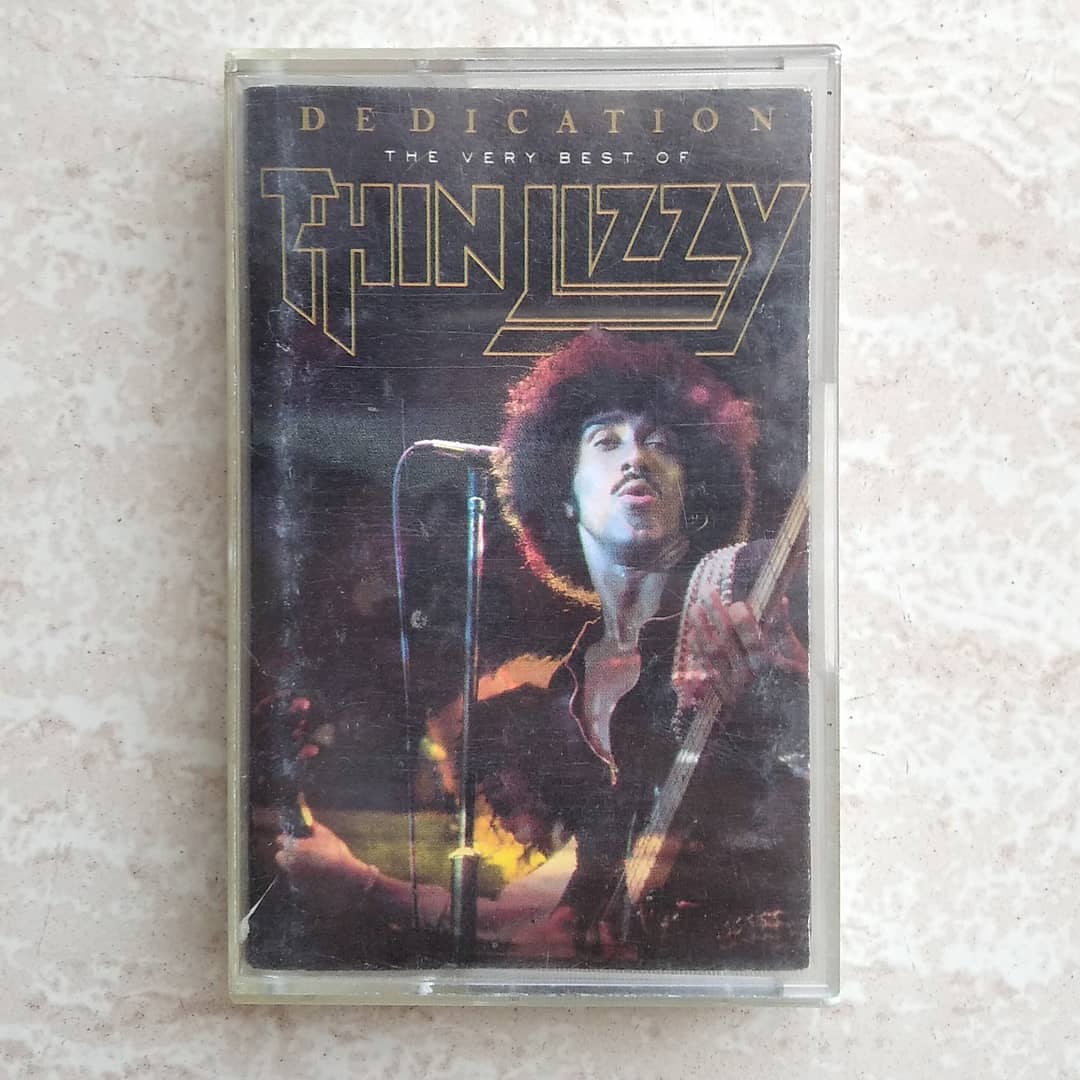 DEDICATION
THE VERY BEST OF
THIN LIZZY